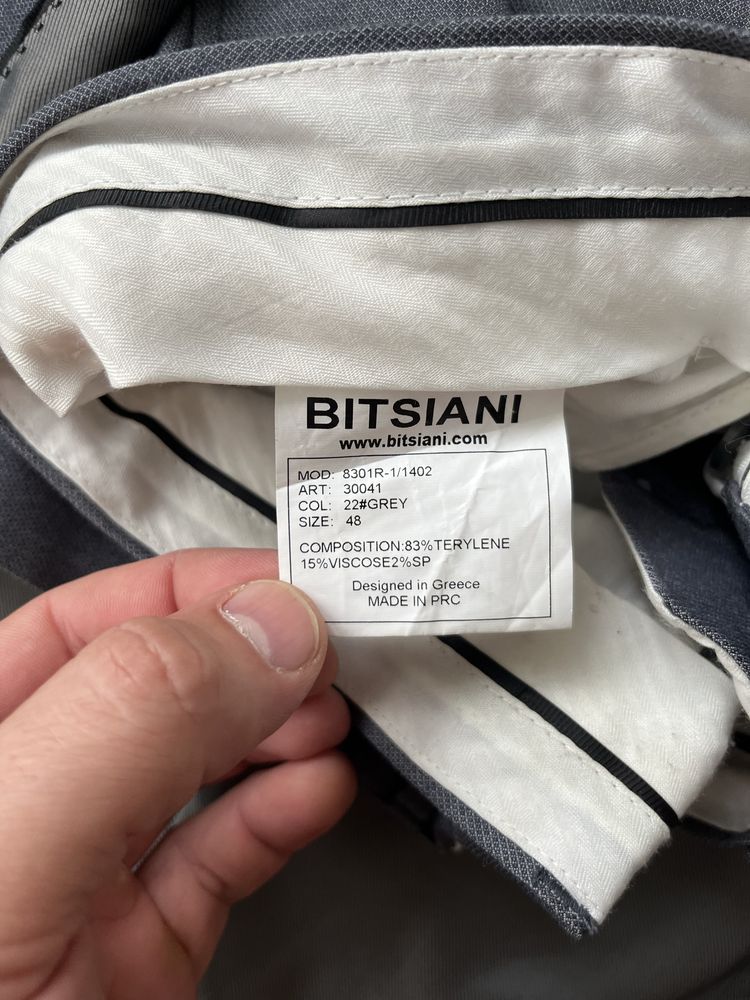 BITSIANI
www.bitsiani.com
MOD: 8301R-1/1402
ART: 30041
COL: 22#GREY
SIZE: 48
COMPOSITION:83%TERYLENE
15%VISCOSE2%SP
Designed in Greece
MADE IN PRC